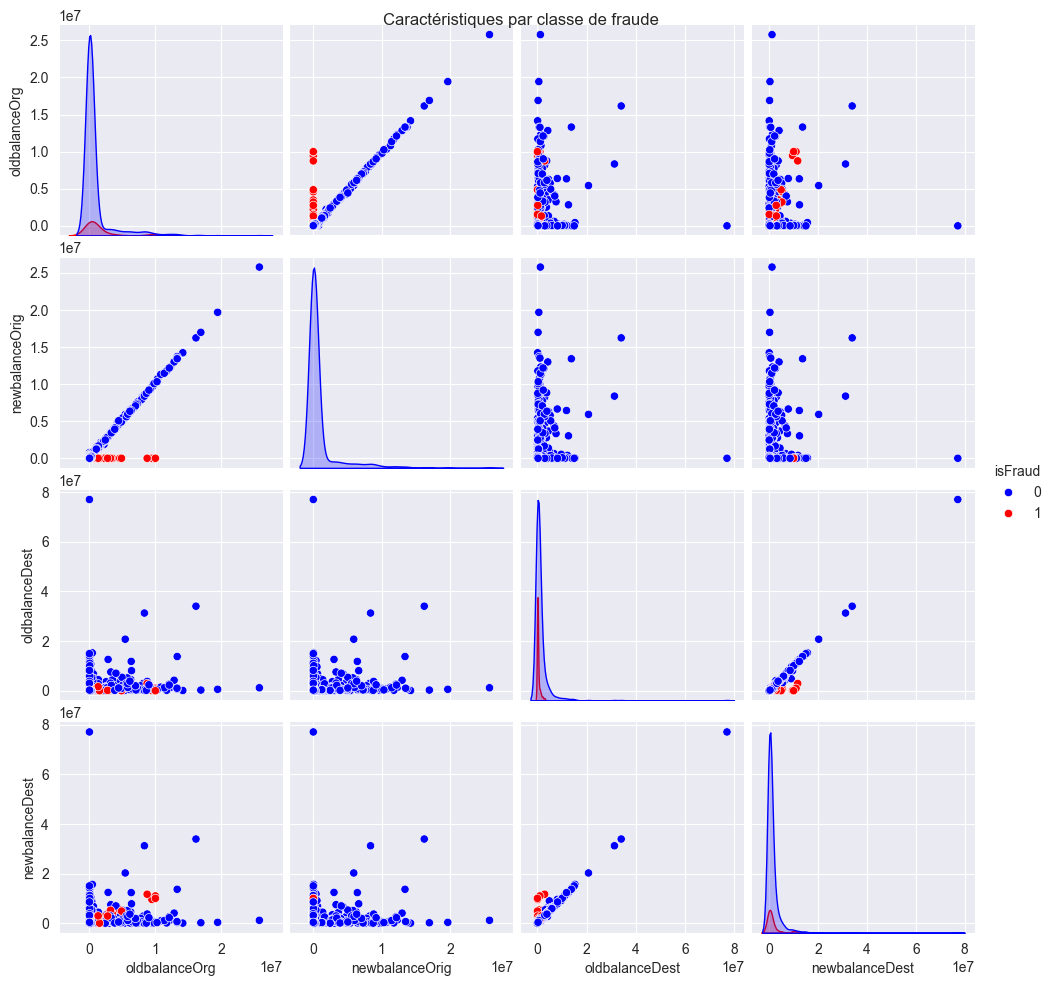 Caractéristiques par classe de fraude
1e7
2.5
2.0
1.5
1.0
0.5
0.0
oldbalanceOrg
1e7
2.5
2.0
1.5
1.0
0.5
0.0
newbalanceOrig
isFraud
0
1
1e7
8
6
4
2
0
oldbalanceDest
1e7
8
6
4
2
0
newbalanceDest
0 1 2
1e7
oldbalanceOrg
0 1 2
1e7
newbalanceOrig
0 2 4 6 8
1e7
oldbalanceDest
0 2 4 6 8
1e7
newbalanceDest